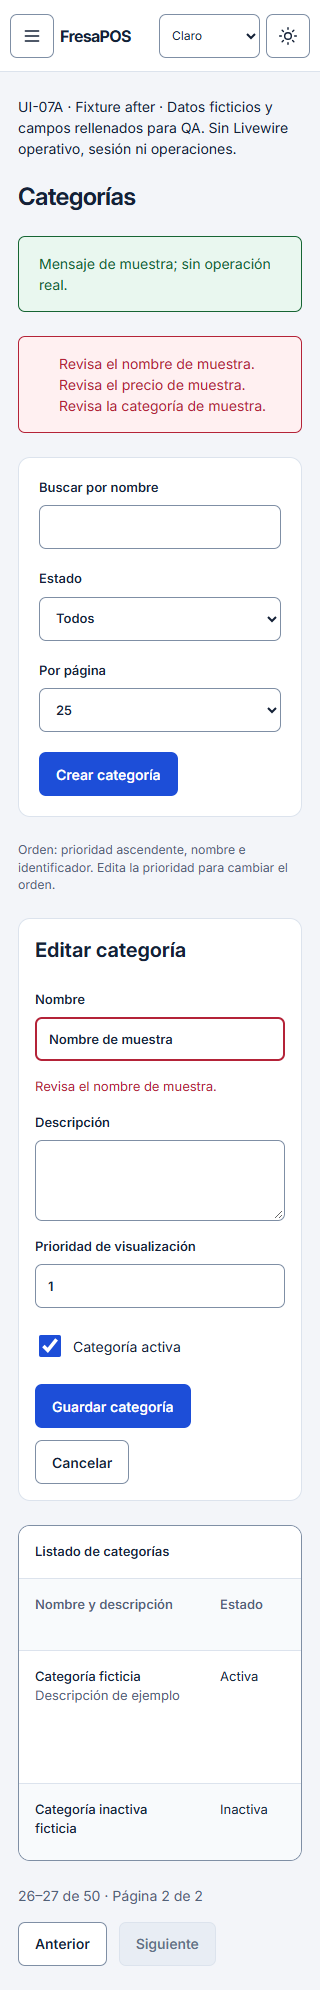 FresaPOS
Claro
UI-07A · Fixture after · Datos ficticios y
campos rellenados para QA. Sin Livewire
operativo, sesión ni operaciones.
Categorías
Mensaje de muestra; sin operación
real.
Revisa el nombre de muestra.
Revisa el precio de muestra.
Revisa la categoría de muestra.
Buscar por nombre
Estado
Todos
Por página
25
Crear categoría
Orden: prioridad ascendente, nombre e
identificador. Edita la prioridad para cambiar el
orden.
Editar categoría
Nombre
Nombre de muestra
Revisa el nombre de muestra.
Descripción
Prioridad de visualización
1
Categoría activa
Guardar categoría
Cancelar
Listado de categorías
Nombre y descripción Estado
Categoría ficticia Activa
Descripción de ejemplo
Categoría inactiva Inactiva
ficticia
26–27 de 50 · Página 2 de 2
Anterior Siguiente